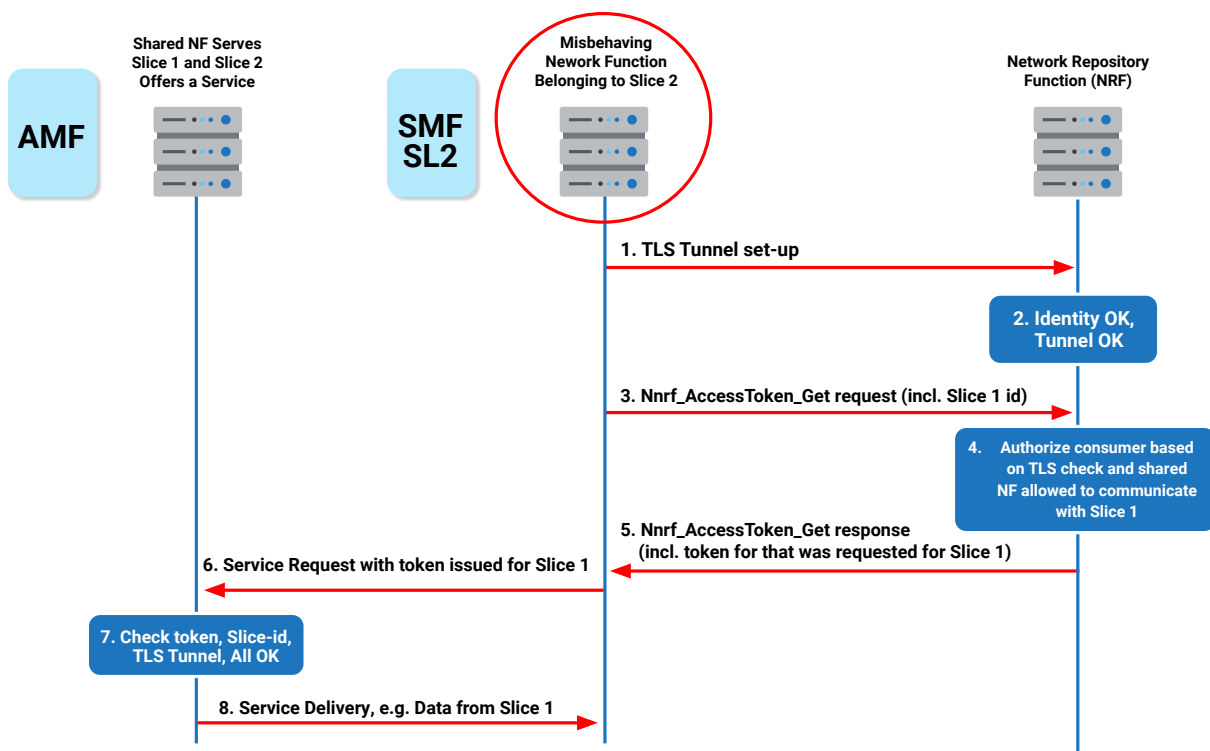 Shared NF Serves
Slice 1 and Slice 2
Offers a Service
Misbehaving
Nework Function
Belonging to Slice 2
Network Repository
Function (NRF)
AMF
SMF
SL2
1. TLS Tunnel set-up
2. Identity OK,
Tunnel OK
3. Nnrf_AccessToken_Get request (incl. Slice 1 id)
4. Authorize consumer based
on TLS check and shared
NF allowed to communicate
with Slice 1
5. Nnrf_AccessToken_Get response
(incl. token for that was requested for Slice 1)
6. Service Request with token issued for Slice 1
7. Check token, Slice-id,
TLS Tunnel, All OK
8. Service Delivery, e.g. Data from Slice 1